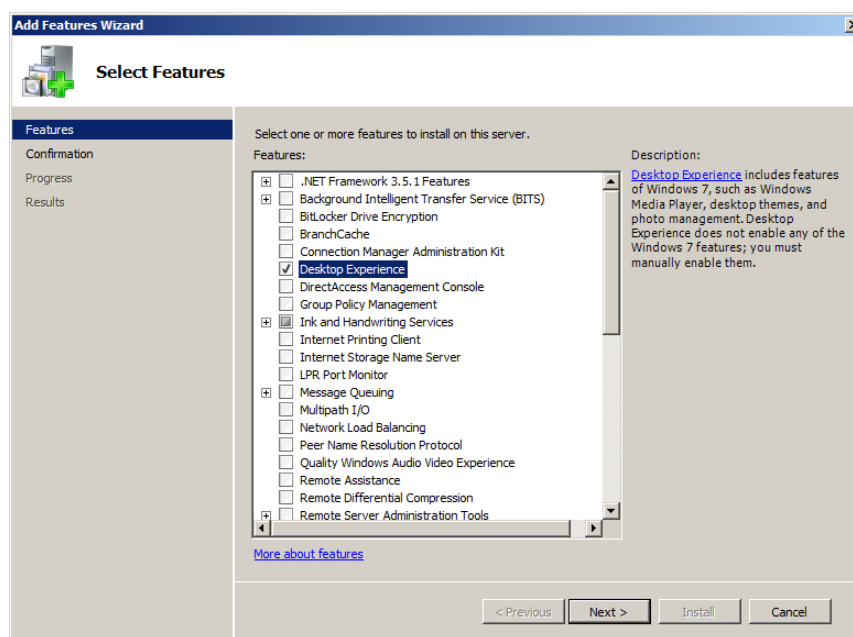 Add Features Wizard
Select Features
Features
Confirmation
Progress
Results
Select one or more features to install on this server.
Features:
.NET Framework 3.5.1 Features
Background Intelligent Transfer Service (BITS)
BitLocker Drive Encryption
BranchCache
Connection Manager Administration Kit
Desktop Experience
DirectAccess Management Console
Group Policy Management
Ink and Handwriting Services
Internet Printing Client
Internet Storage Name Server
LPR Port Monitor
Message Queuing
Multipath I/O
Network Load Balancing
Peer Name Resolution Protocol
Quality Windows Audio Video Experience
Remote Assistance
Remote Differential Compression
Remote Server Administration Tools
More about features
Description:
Desktop Experience includes features
of Windows 7, such as Windows
Media Player, desktop themes, and
photo management. Desktop
Experience does not enable any of the
Windows 7 features; you must
manually enable them.
< Previous
Next >
Install
Cancel